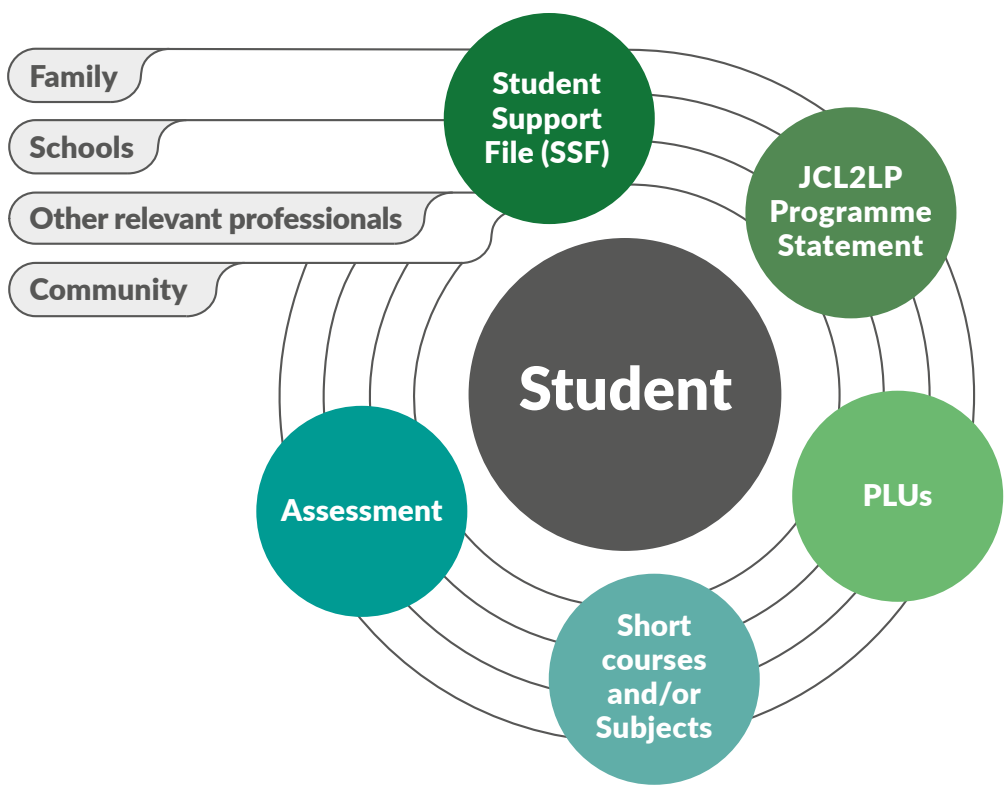 Family
Schools
Other relevant professionals
Community
Student
Support
File (SSF)
JCL2LP
Programme
Statement
Student
PLUs
Assessment
Short
courses
and/or
Subjects